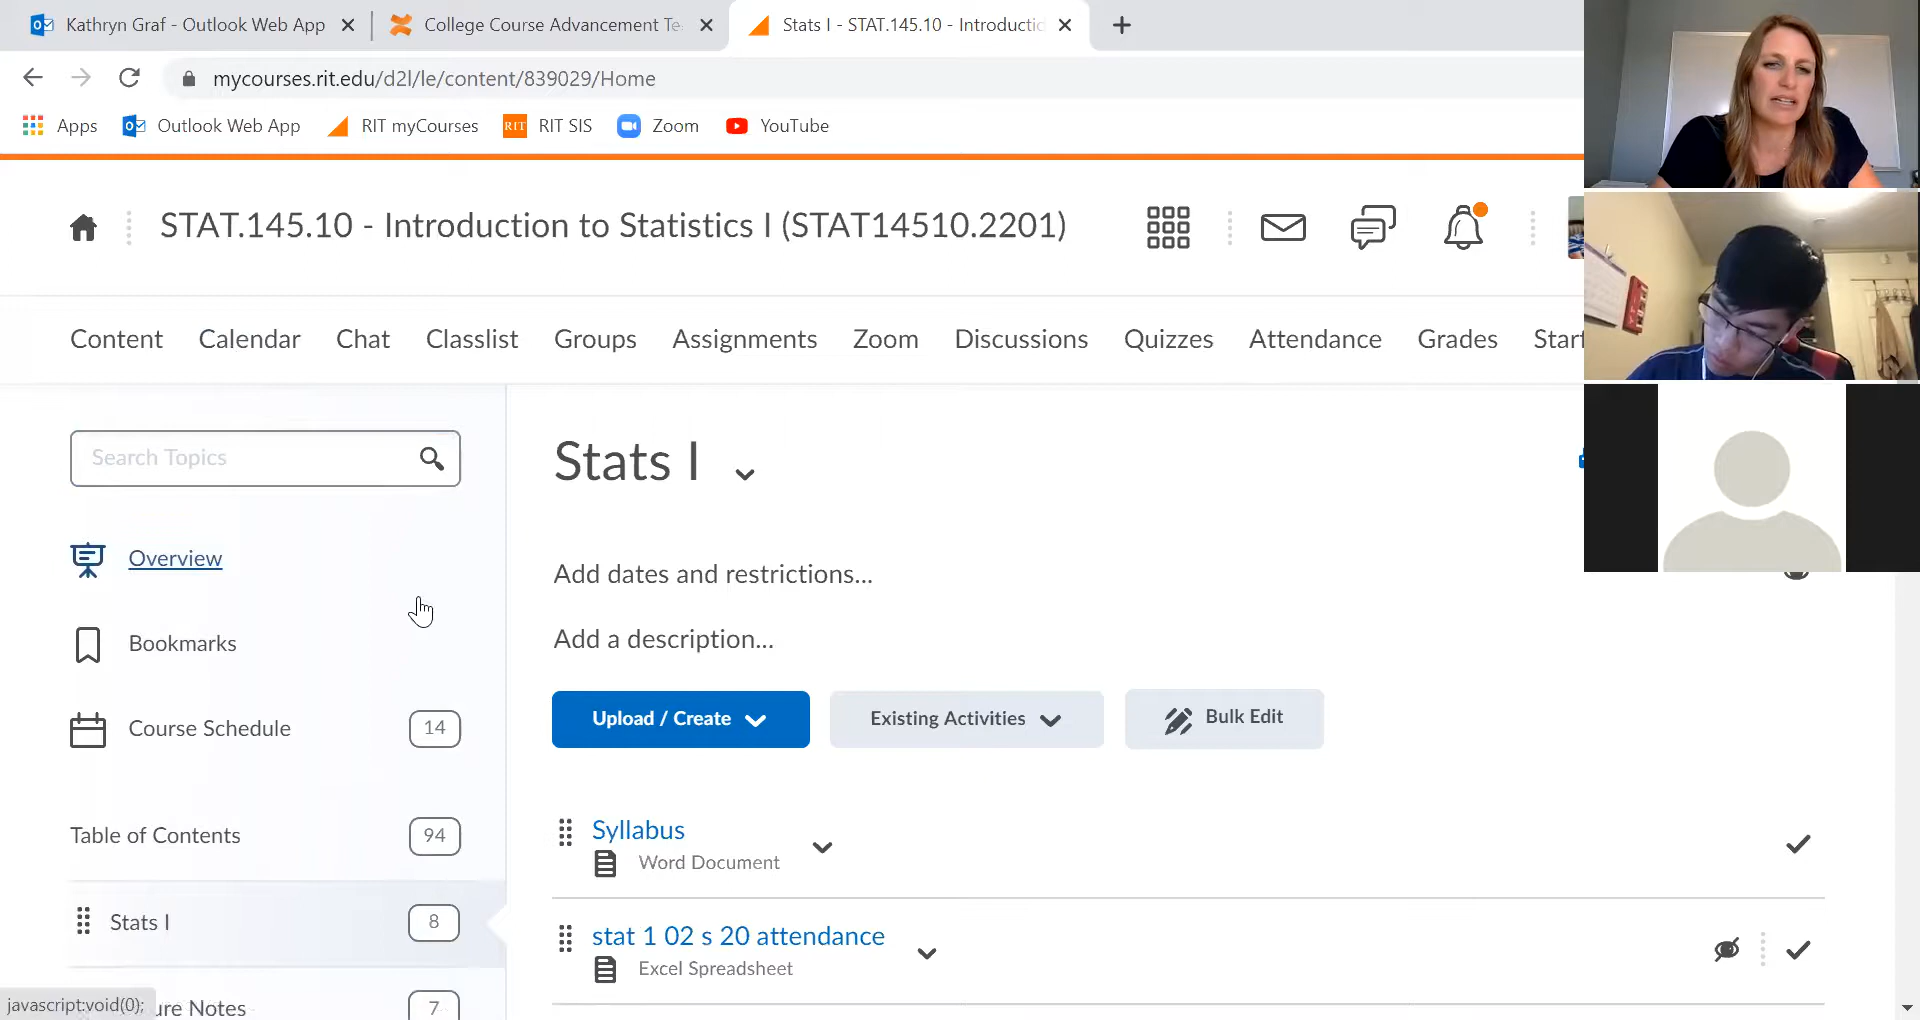 Kathryn Graf - Outlook Web App
College Course Advancement Te
Stats I - STAT.145.10 - Introductio
mycourses.rit.edu/d2l/le/content/839029/Home
Apps
Outlook Web App
RIT myCourses
RIT
RIT SIS
Zoom
YouTube
STAT.145.10 - Introduction to Statistics I (STAT14510.2201)
Content
Calendar
Chat
Classlist
Groups
Assignments
Zoom
Discussions
Quizzes
Attendance
Grades
Star
Search Topics
Overview
Bookmarks
Course Schedule
14
Table of Contents
94
Stats I
8
ure Notes
7
javascript:void(0);
Stats I
Add dates and restrictions...
Add a description...
Upload / Create
Existing Activities
Bulk Edit
Syllabus
Word Document
stat 1 02 s 20 attendance
Excel Spreadsheet